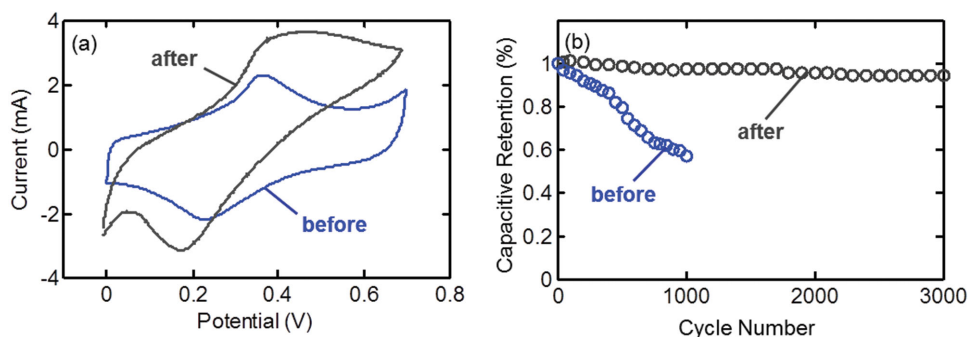 (a)
after
before
Current (mA)
4
2
0
-2
-4
0
0.2
0.4
0.6
0.8
Potential (V)
(b)
after
before
Capacitive Retention (%)
1
0.8
0.6
0.4
0.2
0
0
1000
2000
3000
Cycle Number